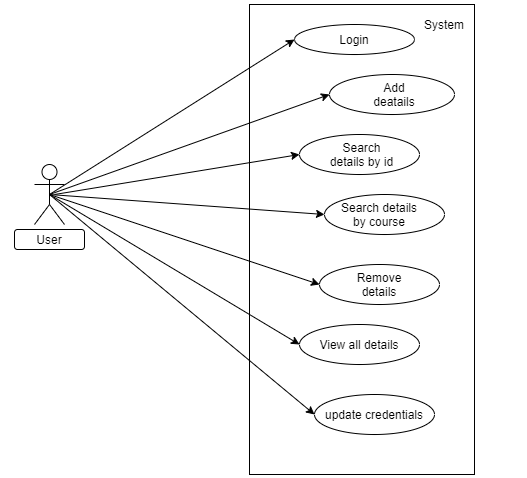 System
Login
Add
deatails
Search
details by id
Search details
by course
User
Remove
details
View all details
update credentials